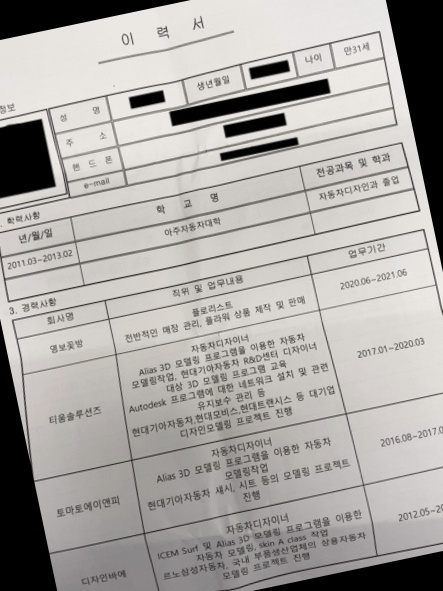 이 력 서
정보
성 명
생년월일
나이
만31세
주 소
핸 드 폰
e-mail
학력사항
년/월/일
학 교 명
전공과목 및 학과
2011.03~2013.02
아주자동차대학
자동차디자인과 졸업
3. 경력사항
회사명
직위 및 업무내용
업무기간
영보꽃방
플로리스트
전반적인 매장 관리, 플라워 상품 제작 및 판매
2020.06~2021.06
티움솔루션즈
자동차디자이너
Alias 3D 모델링 프로그램을 이용한 자동차
모델링작업, 현대기아자동차 R&D센터 디자이너
대상 3D 모델링 프로그램 교육
Autodesk 프로그램에 대한 네트워크 설치 및 관련
유지보수 관리 등
현대기아자동차,현대모비스,현대트랜시스 등 대기업
디자인모델링 프로젝트 진행
2017.01~2020.03
토마토에이앤피
자동차디자이너
Alias 3D 모델링 프로그램을 이용한 자동차
모델링작업
현대기아자동차 섀시, 시트 등의 모델링 프로젝트
진행
2016.08~2017.0
디자인바에
자동차디자이너
ICEM Surf 및 Alias 3D 모델링 프로그램을 이용한
자동차 모델링, skin A class 작업
르노삼성자동차, 국내 부품생산업체의 상용자동차
모델링 프로젝트 진행
2012.05~20